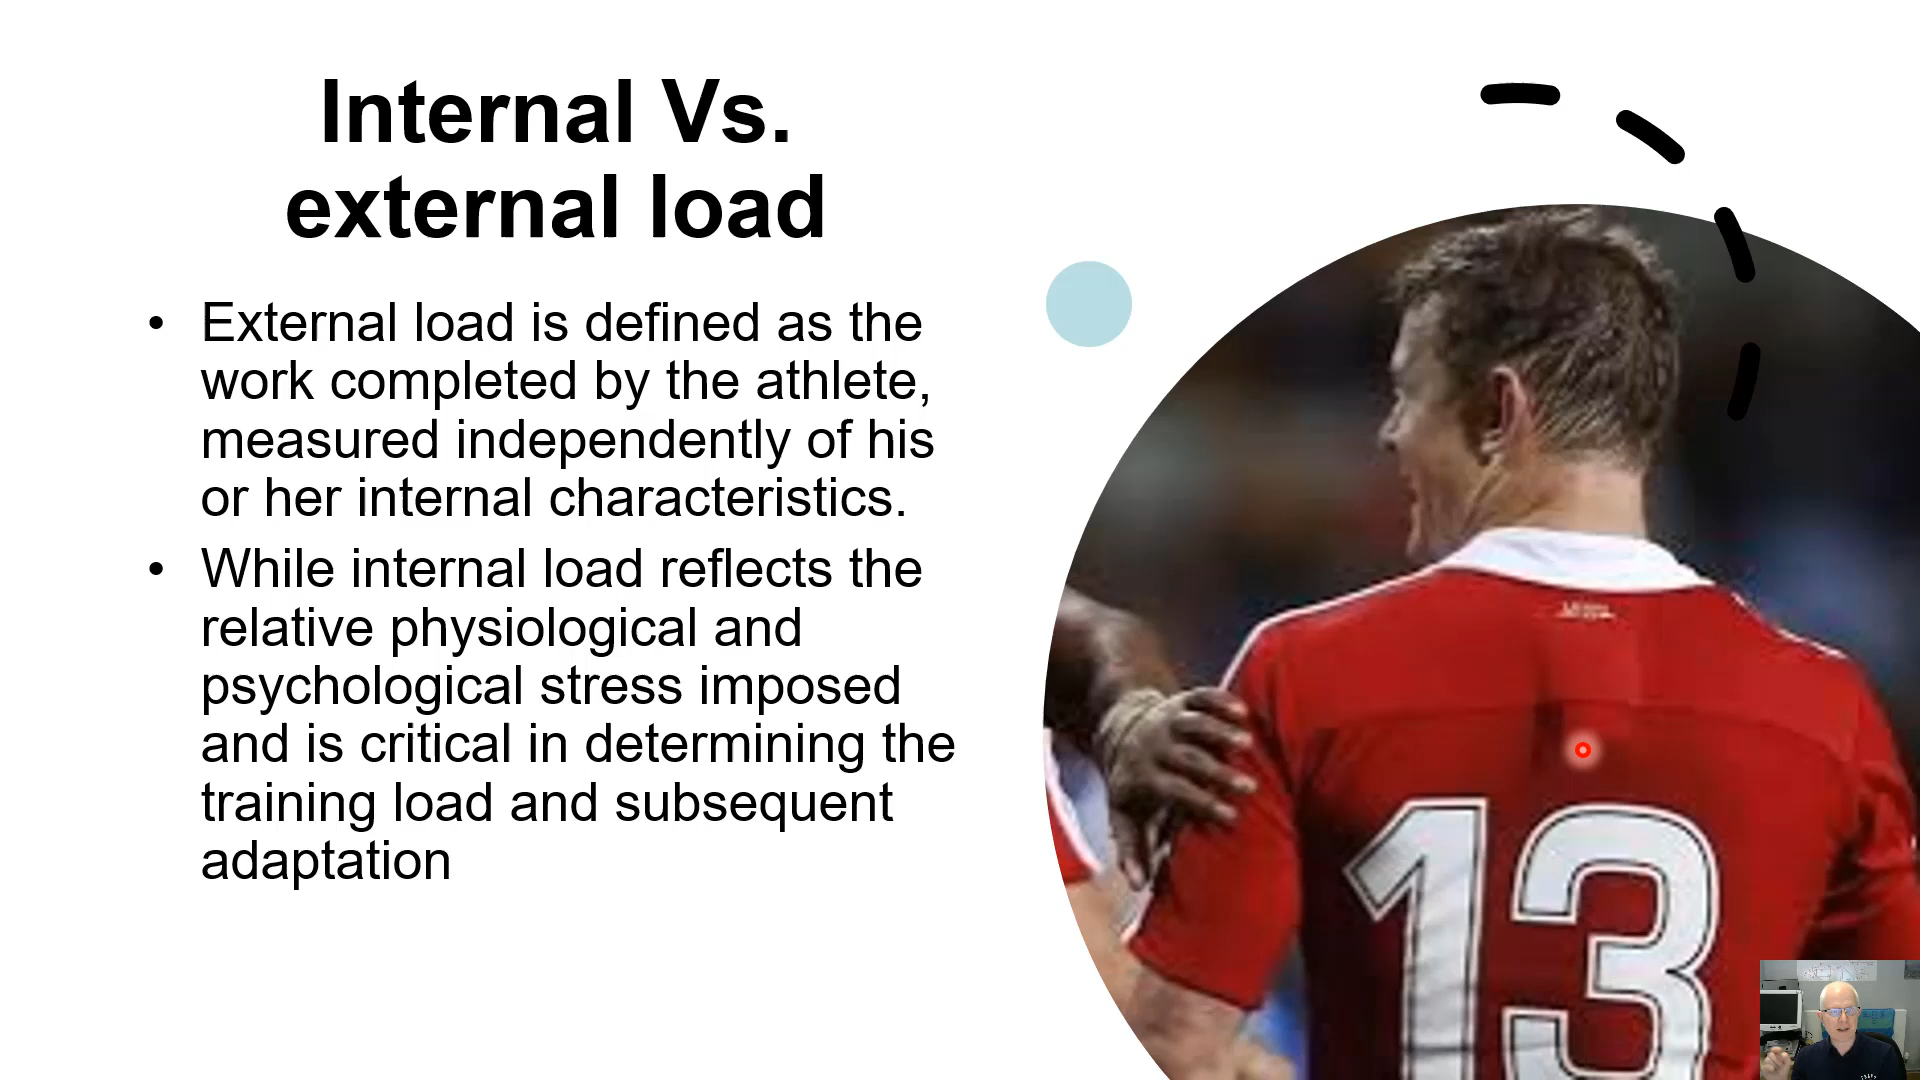 Internal Vs.
external load
• External load is defined as the
work completed by the athlete,
measured independently of his
or her internal characteristics.
• While internal load reflects the
relative physiological and
psychological stress imposed
and is critical in determining the
training load and subsequent
adaptation
13